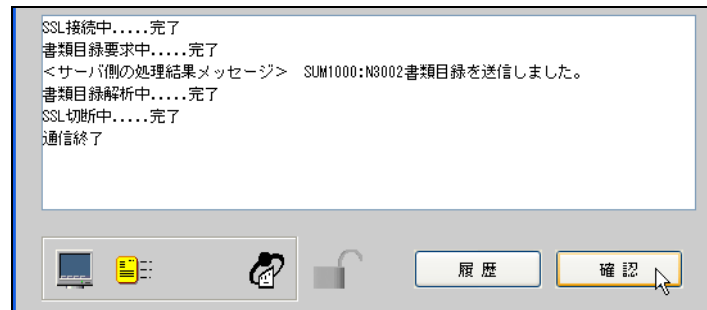 SSL接続中.....完了
書類目録要求中.....完了
＜サーバ側の処理結果メッセージ＞　SUM1000:N3002書類目録を送信しました。
書類目録解析中.....完了
SSL切断中.....完了
通信終了
履 歴
確 認